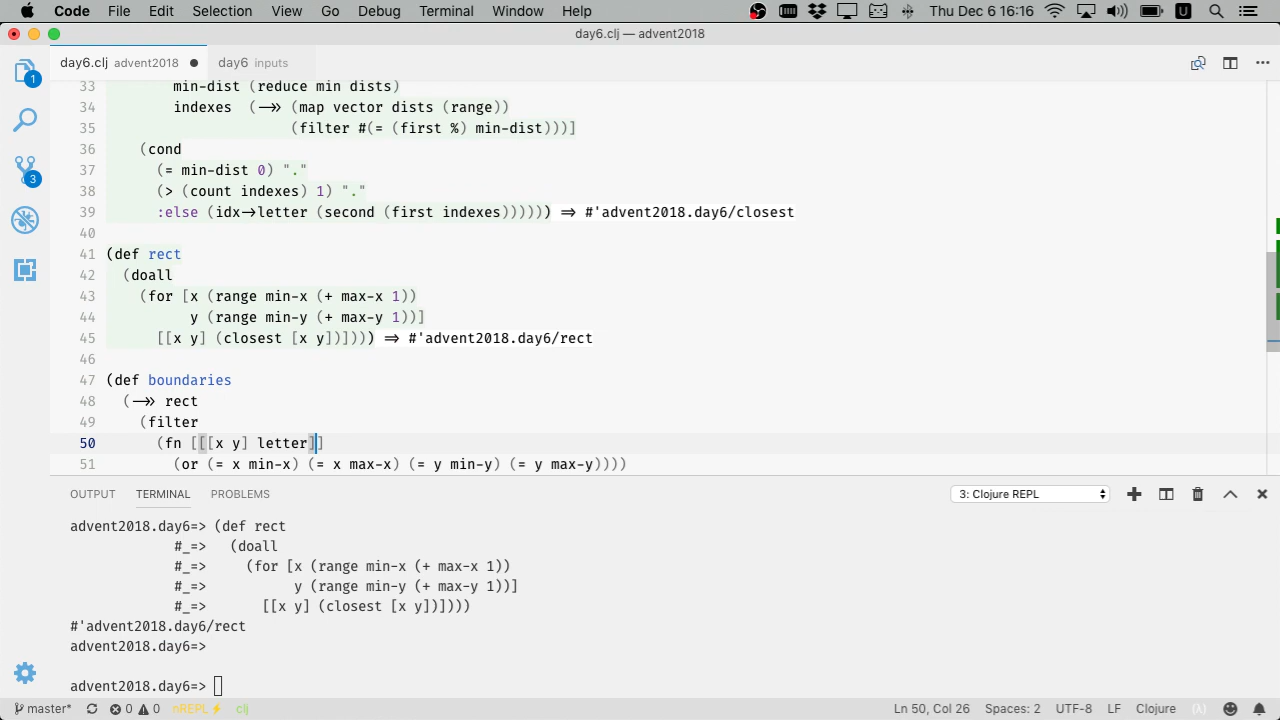 Code File Edit Selection View Go Debug Terminal Window Help Thu Dec 6 16:16 U
day6.clj — advent2018
day6.clj advent2018 ● day6 inputs
33 min-dist (reduce min dists)
34 indexes (->> (map vector dists (range))
35 (filter #(= (first %) min-dist)))]
36 (cond
37 (= min-dist 0) "."
38 (> (count indexes) 1) "."
39 :else (idx->letter (second (first indexes)))))) => #'advent2018.day6/closest
40
41 (def rect
42 (doall
43 (for [x (range min-x (+ max-x 1))
44 y (range min-y (+ max-y 1))]
45 [[x y] (closest [x y])]))) => #'advent2018.day6/rect
46
47 (def boundaries
48 (->> rect
49 (filter
50 (fn [[[x y] letter]]
51 (or (= x min-x) (= x max-x) (= y min-y) (= y max-y))))
1
3
OUTPUT TERMINAL PROBLEMS 3: Clojure REPL
advent2018.day6=> (def rect
#_=> (doall
#_=> (for [x (range min-x (+ max-x 1))
#_=> y (range min-y (+ max-y 1))]
#_=> [[x y] (closest [x y])])))
#'advent2018.day6/rect
advent2018.day6=>
advent2018.day6=>
master* 0 0 nREPL⚡ clj Ln 50, Col 26 Spaces: 2 UTF-8 LF Clojure (λ)